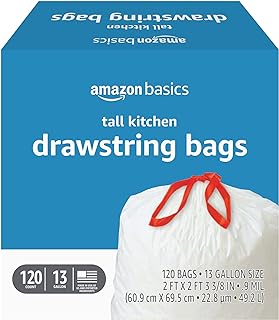 drawstring
bags
tall kitchen
amazon basics
amazon basics
tall kitchen
drawstring bags
120 COUNT
13 GALLON
120 BAGS • 13 GALLON SIZE
2 FT X 2 FT 3 3/8 IN • .9 MIL
(60.9 cm X 69.5 cm • 22.8 µm • 49.2 L)